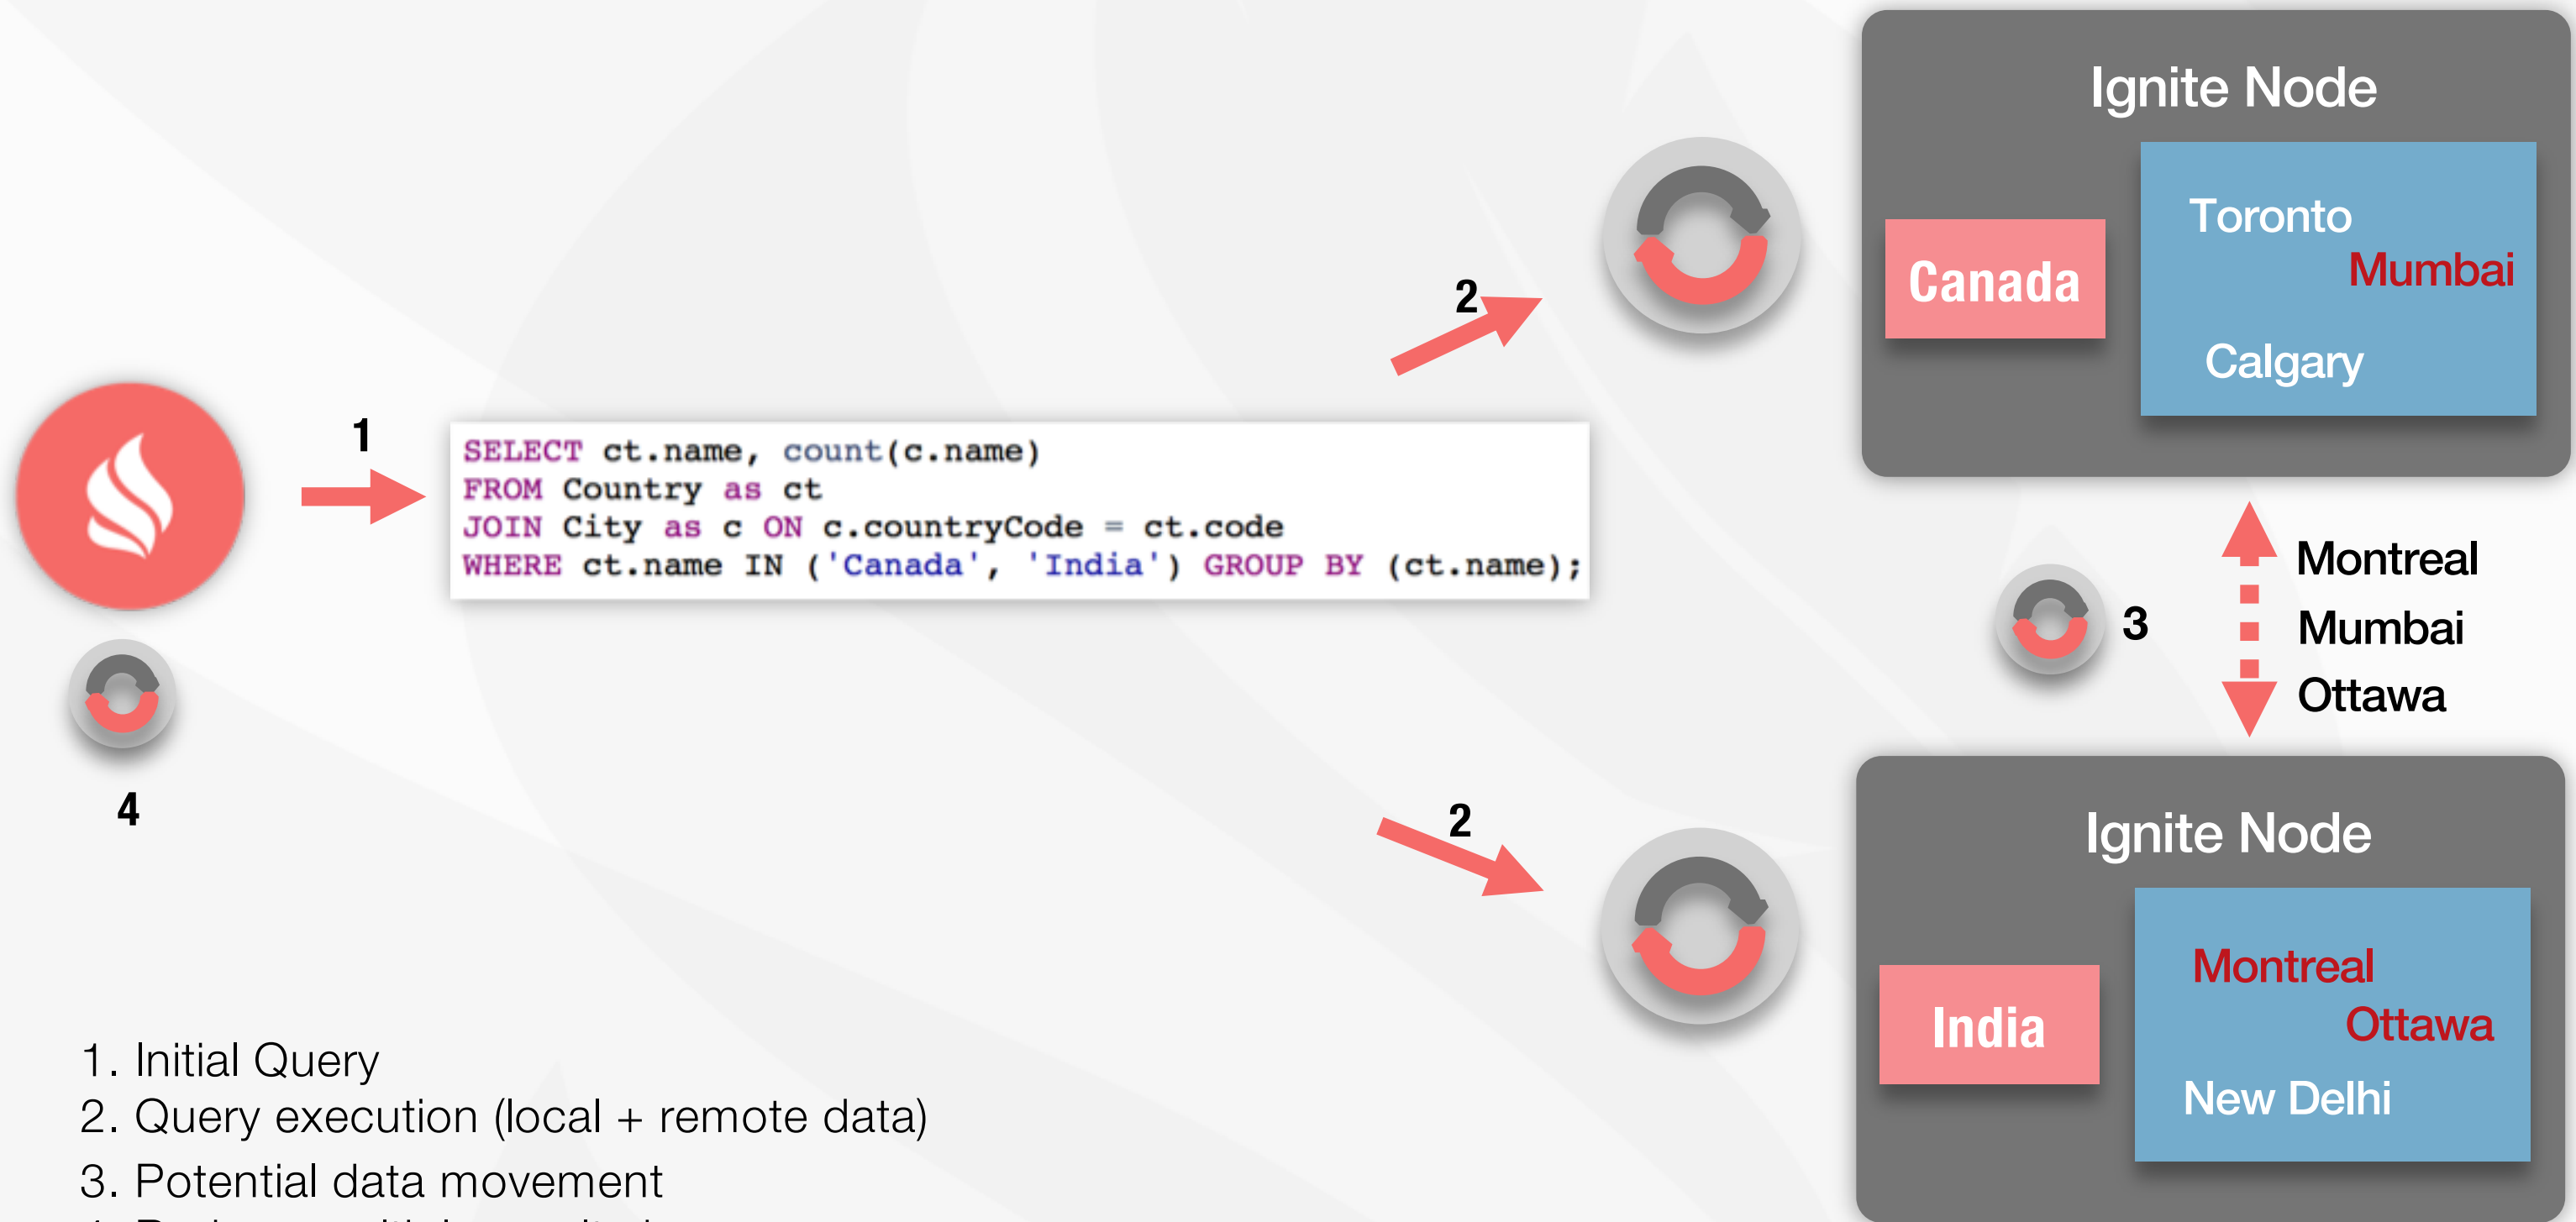 Ignite Node
Toronto
Mumbai
Calgary
Canada
1
2
SELECT ct.name, count(c.name)
FROM Country as ct
JOIN City as c ON c.countryCode = ct.code
WHERE ct.name IN ('Canada', 'India') GROUP BY (ct.name);
3
Montreal
Mumbai
Ottawa
4
2
Ignite Node
India
Montreal
Ottawa
New Delhi
1. Initial Query
2. Query execution (local + remote data)
3. Potential data movement